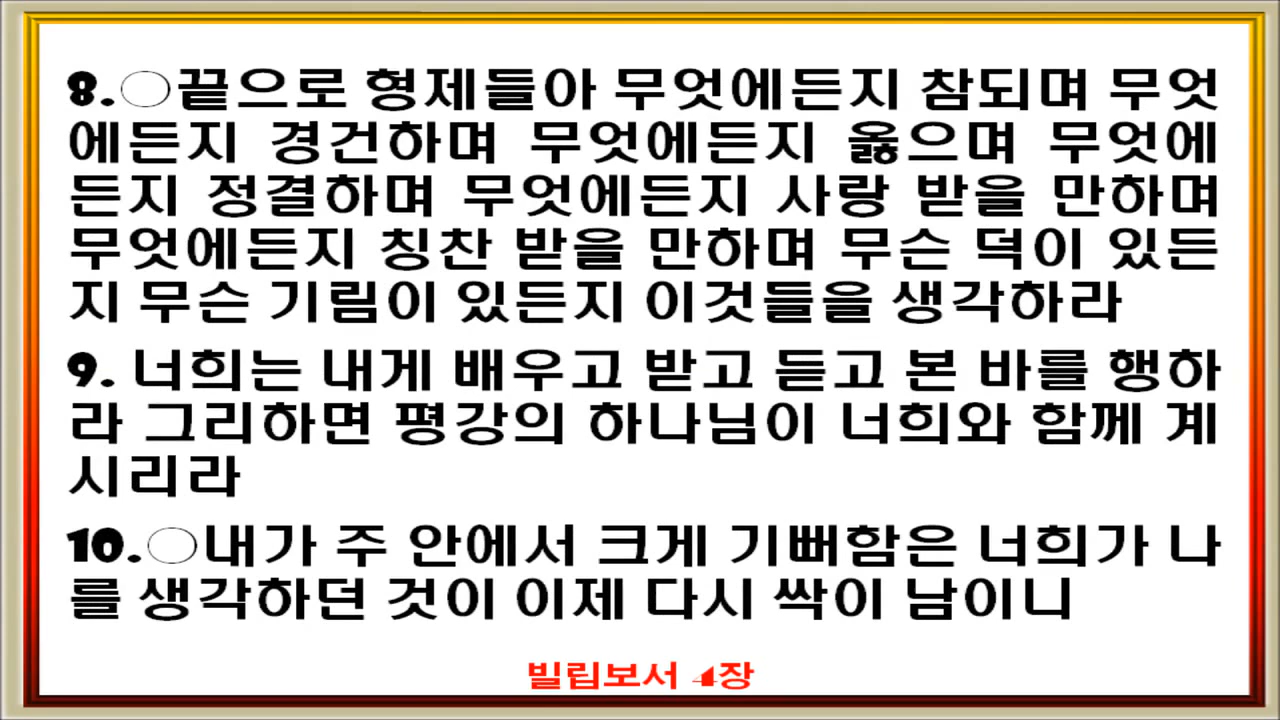 8.○끝으로 형제들아 무엇에든지 참되며 무엇
에든지 경건하며 무엇에든지 옳으며 무엇에
든지 정결하며 무엇에든지 사랑 받을 만하며
무엇에든지 칭찬 받을 만하며 무슨 덕이 있든
지 무슨 기림이 있든지 이것들을 생각하라
9. 너희는 내게 배우고 받고 듣고 본 바를 행하
라 그리하면 평강의 하나님이 너희와 함께 계
시리라
10.○내가 주 안에서 크게 기뻐함은 너희가 나
를 생각하던 것이 이제 다시 싹이 남이니
빌립보서 4장